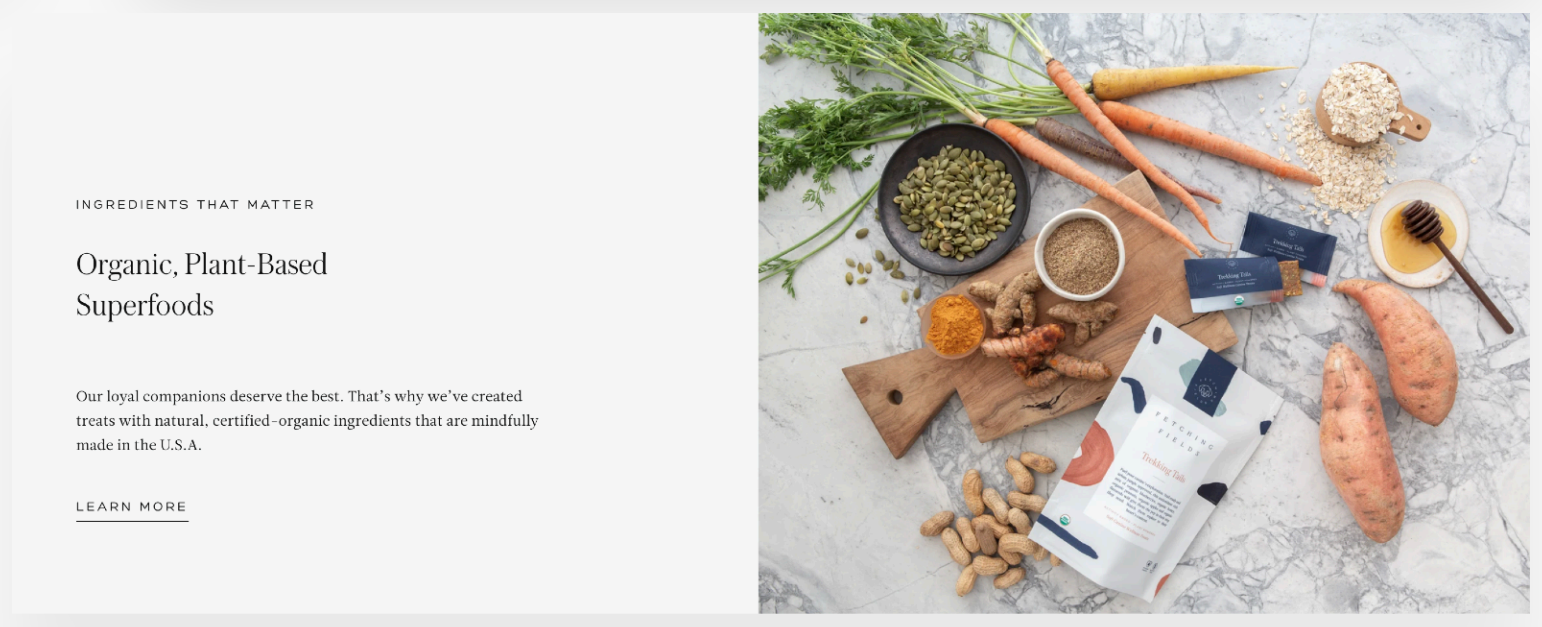 INGREDIENTS THAT MATTER
Organic, Plant-Based
Superfoods
Our loyal companions deserve the best. That's why we've created
treats with natural, certified-organic ingredients that are mindfully
made in the U.S.A.
LEARN MORE
Trekking Tails
Trekking Tails
FETCHING
FIELDS
Trekking Tails